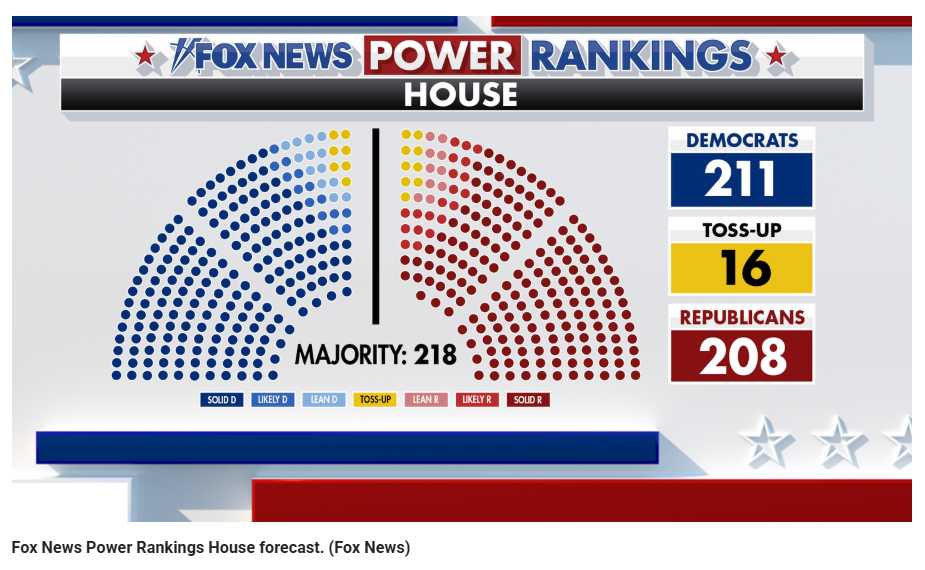 FOX NEWS POWER RANKINGS
HOUSE
DEMOCRATS
211
TOSS-UP
16
REPUBLICANS
208
MAJORITY: 218
SOLID D LIKELY D LEAN D TOSS-UP LEAN R LIKELY R SOLID R
Fox News Power Rankings House forecast. (Fox News)